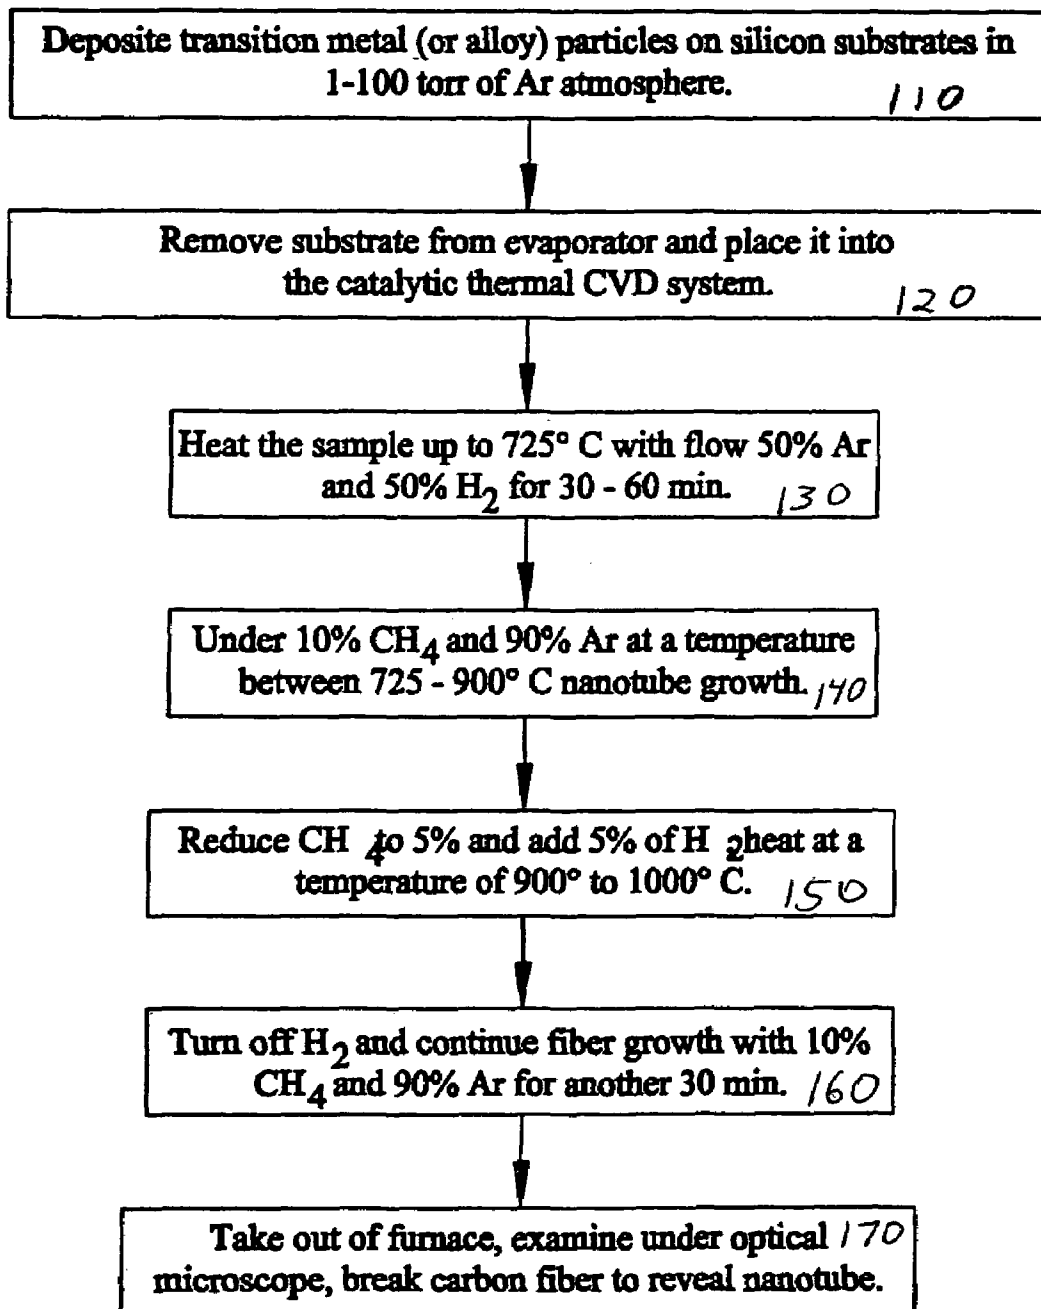 Deposite transition metal (or alloy) particles on silicon substrates in
1-100 torr of Ar atmosphere.
110
Remove substrate from evaporator and place it into
the catalytic thermal CVD system.
120
Heat the sample up to 725° C with flow 50% Ar
and 50% H2 for 30 - 60 min. 130
Under 10% CH4 and 90% Ar at a temperature
between 725 - 900° C nanotube growth. 140
Reduce CH 4to 5% and add 5% of H 2heat at a
temperature of 900° to 1000° C. 150
Turn off H2 and continue fiber growth with 10%
CH4 and 90% Ar for another 30 min. 160
Take out of furnace, examine under optical 170
microscope, break carbon fiber to reveal nanotube.